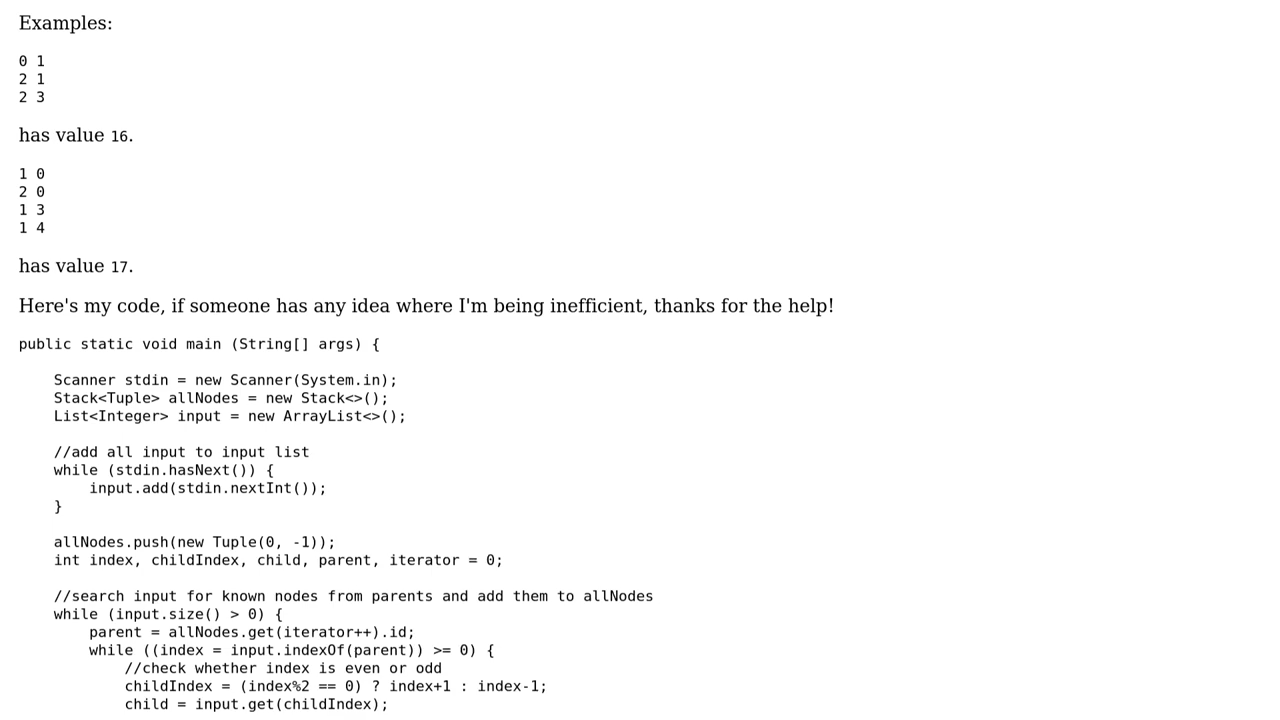 Examples:
0 1
2 1
2 3
has value 16.
1 0
2 0
1 3
1 4
has value 17.
Here's my code, if someone has any idea where I'm being inefficient, thanks for the help!
public static void main (String[] args) {
    Scanner stdin = new Scanner(System.in);
    Stack<Tuple> allNodes = new Stack<>();
    List<Integer> input = new ArrayList<>();
    //add all input to input list
    while (stdin.hasNext()) {
        input.add(stdin.nextInt());
    }
    allNodes.push(new Tuple(0, -1));
    int index, childIndex, child, parent, iterator = 0;
    //search input for known nodes from parents and add them to allNodes
    while (input.size() > 0) {
        parent = allNodes.get(iterator++).id;
        while ((index = input.indexOf(parent)) >= 0) {
            //check whether index is even or odd
            childIndex = (index%2 == 0) ? index+1 : index-1;
            child = input.get(childIndex);